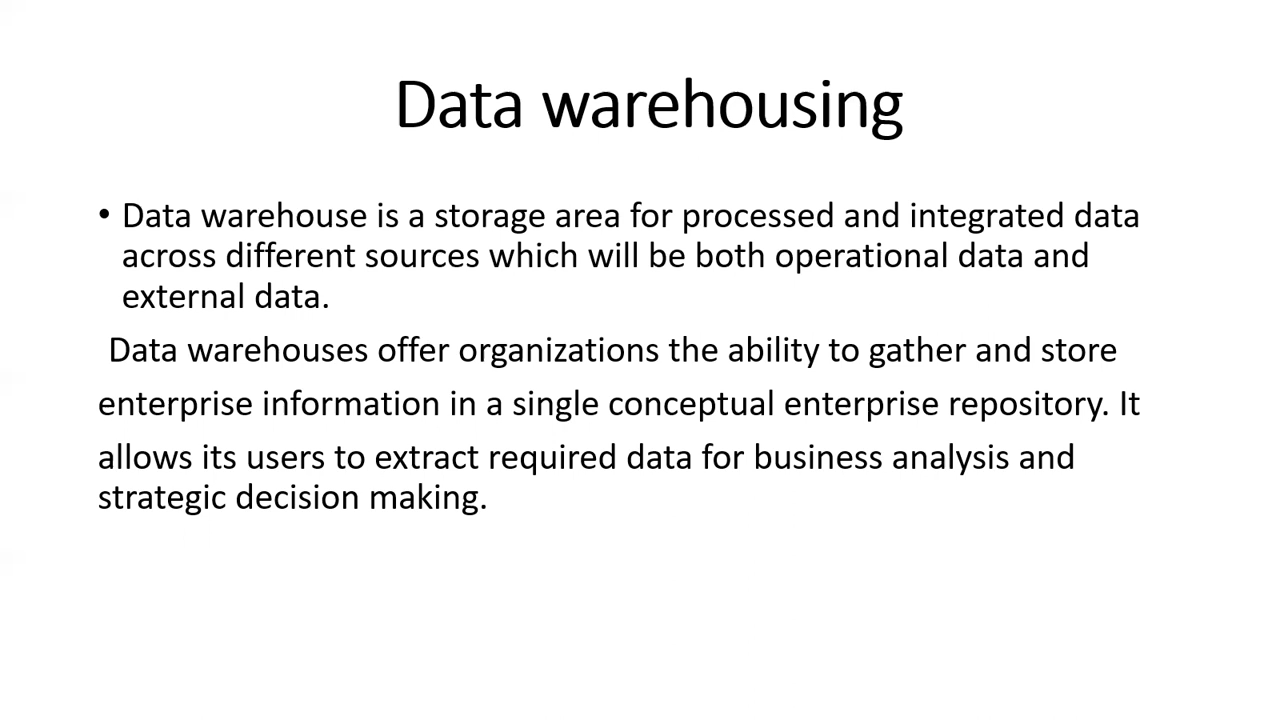 Data warehousing
• Data warehouse is a storage area for processed and integrated data
across different sources which will be both operational data and
external data.
Data warehouses offer organizations the ability to gather and store
enterprise information in a single conceptual enterprise repository. It
allows its users to extract required data for business analysis and
strategic decision making.